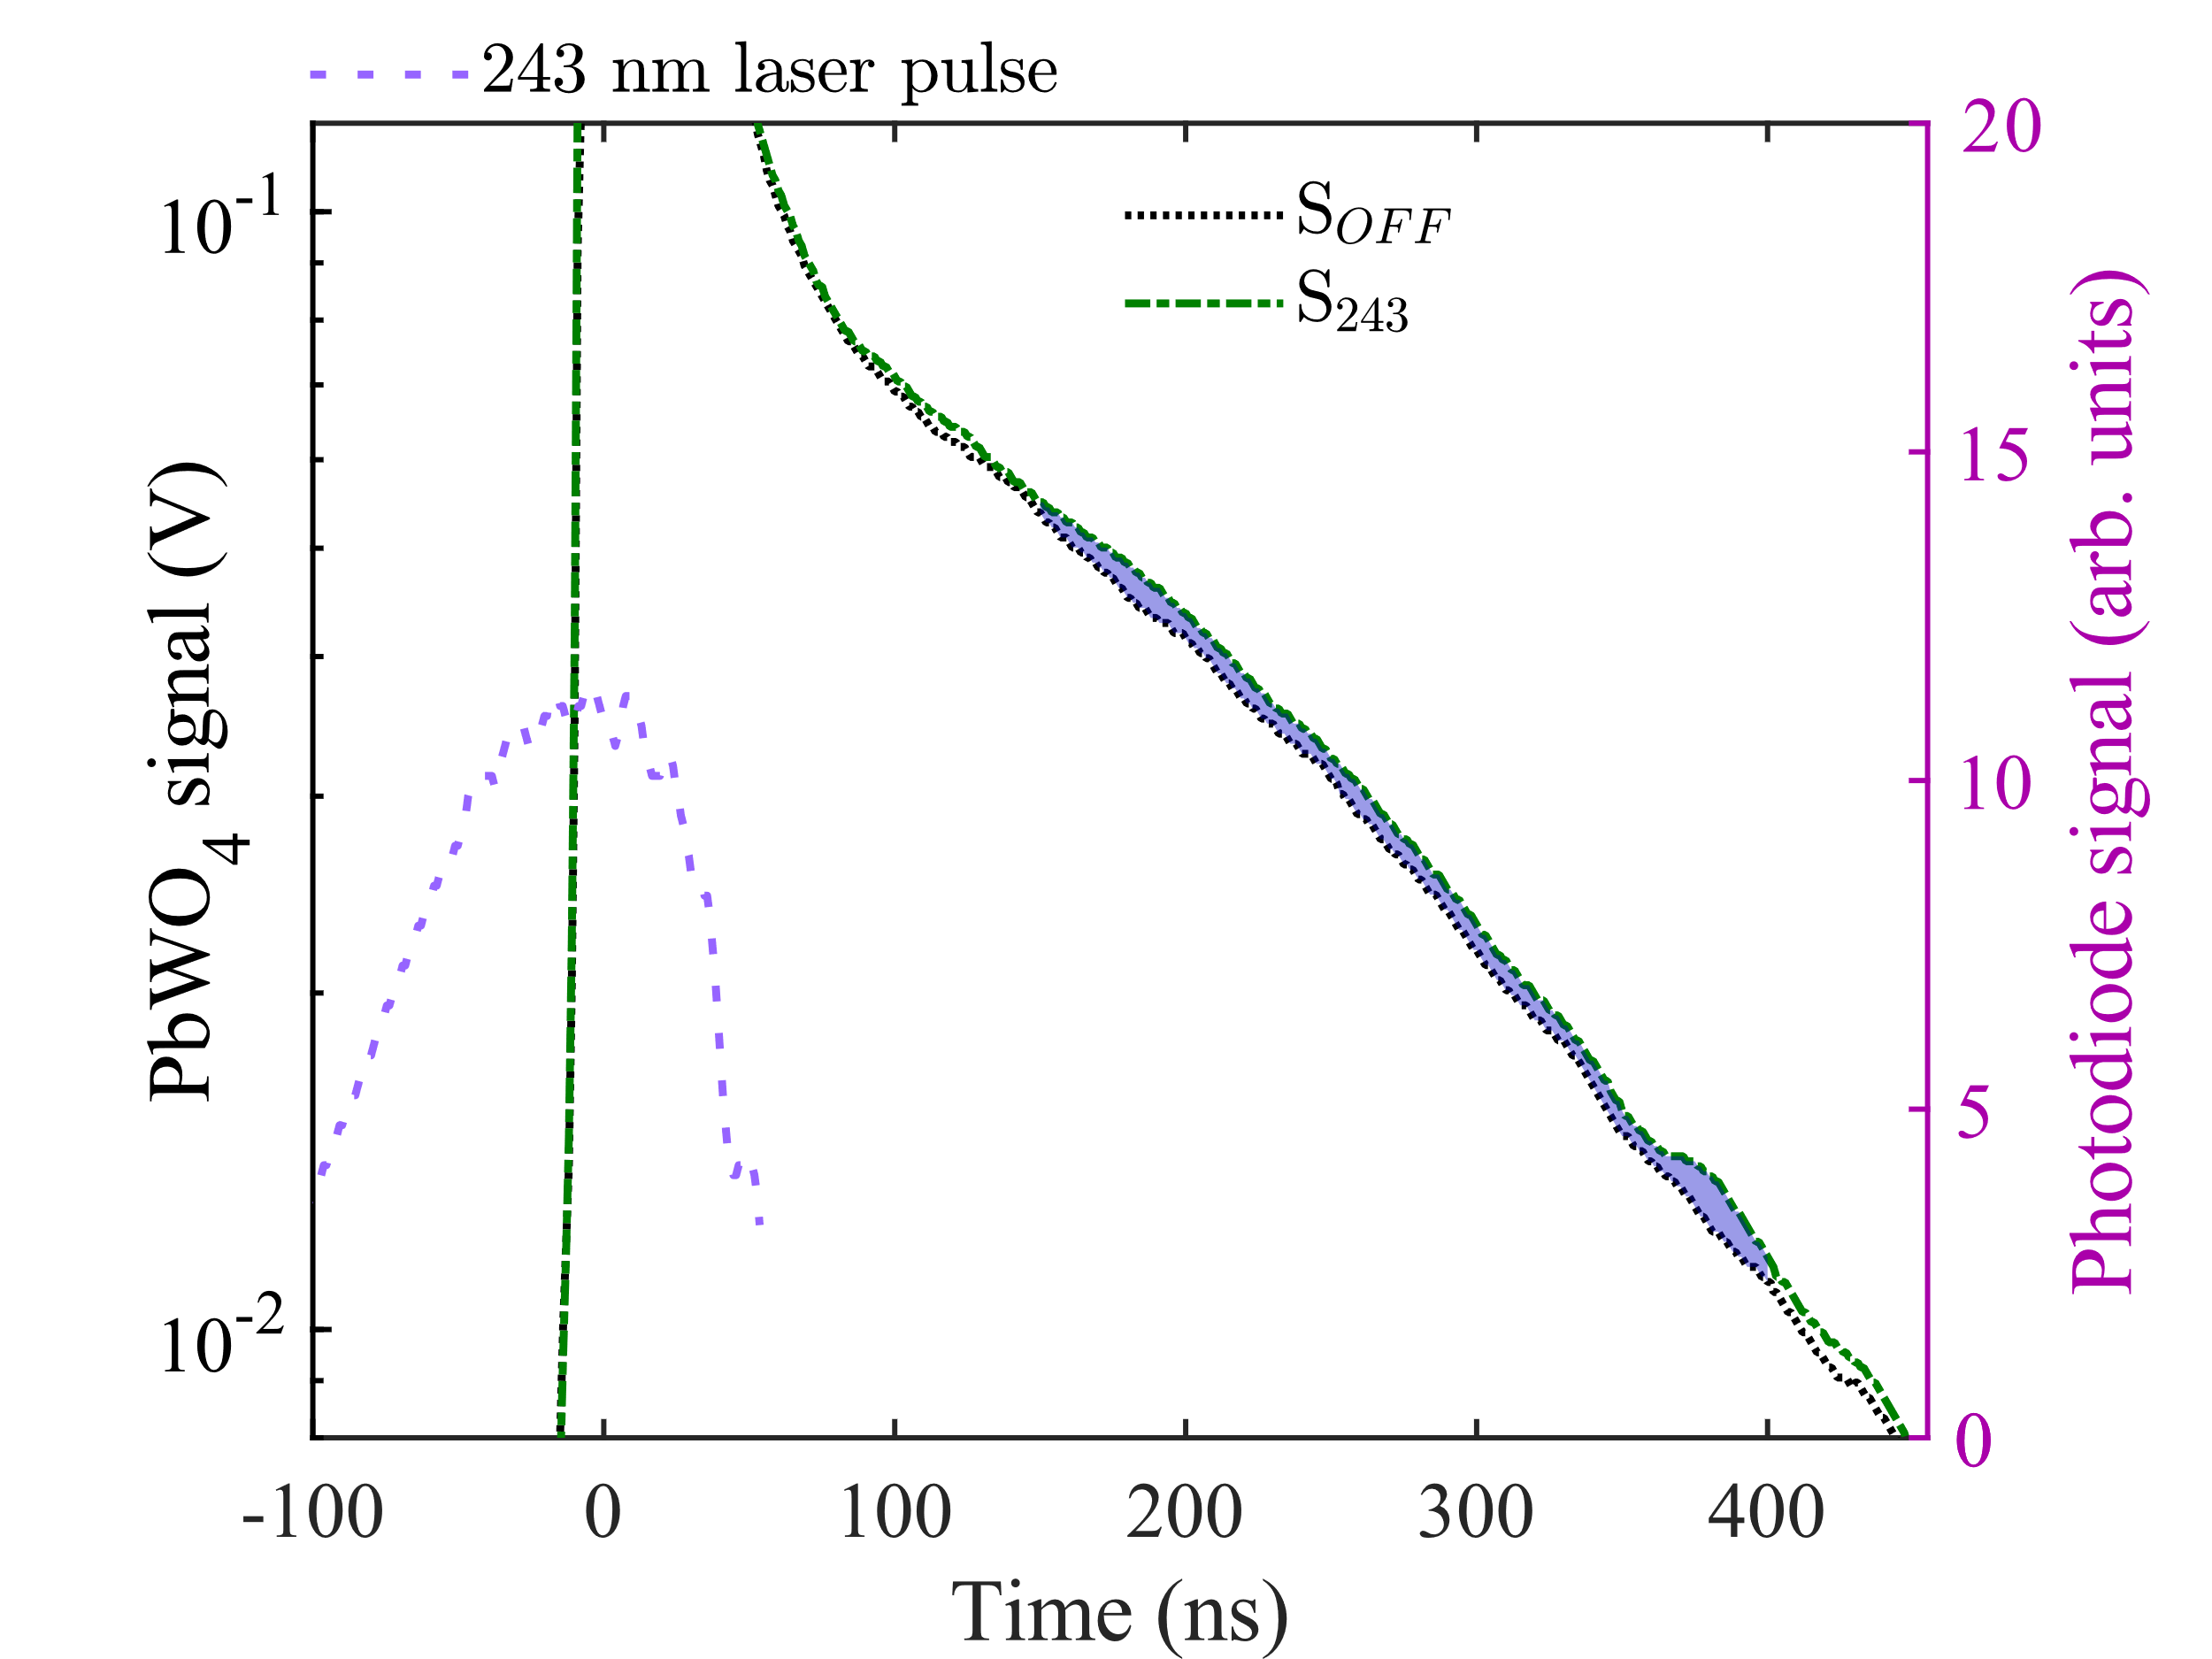 243 nm laser pulse
20
10⁻¹
S_OFF
S₂₄₃
15
PbWO₄ signal (V)
Photodiode signal (arb. units)
10
5
10⁻²
0
-100 0 100 200 300 400
Time (ns)